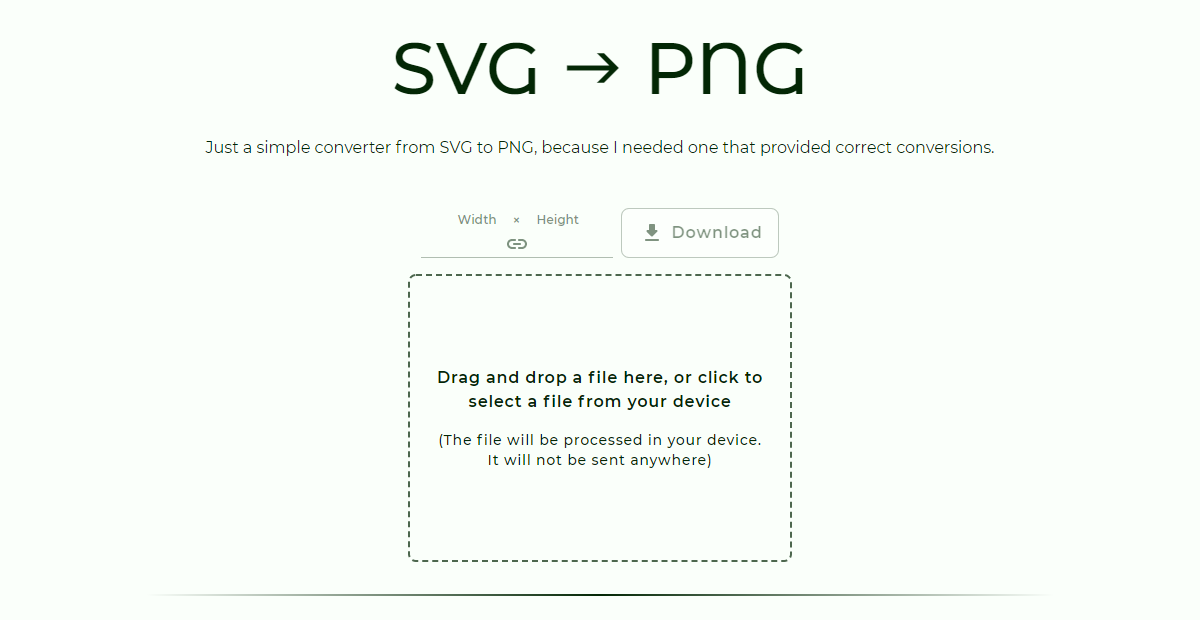 SVG → PNG
Just a simple converter from SVG to PNG, because I needed one that provided correct conversions.
Width × Height
Download
Drag and drop a file here, or click to
select a file from your device
(The file will be processed in your device.
It will not be sent anywhere)